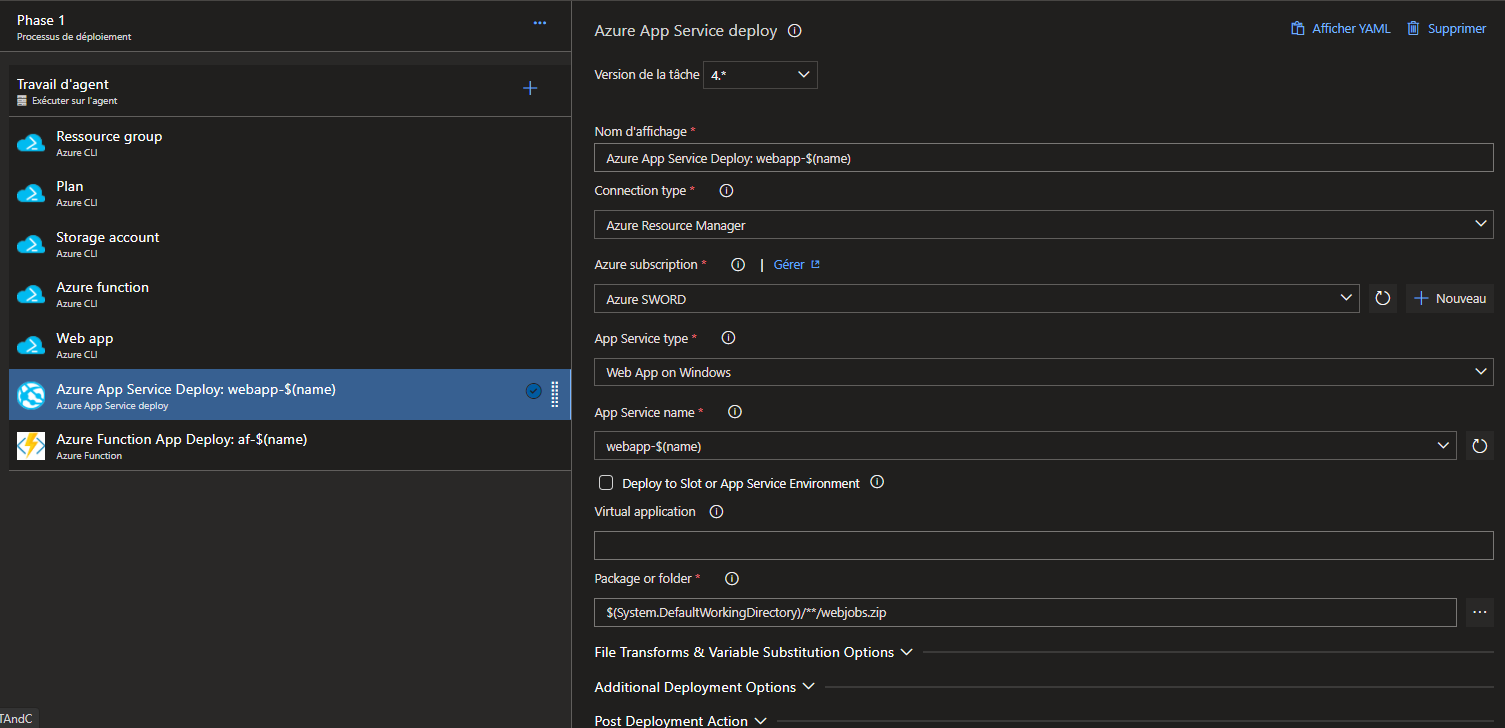 Phase 1
Processus de déploiement
Travail d'agent
Exécuter sur l'agent
Ressource group
Azure CLI
Plan
Azure CLI
Storage account
Azure CLI
Azure function
Azure CLI
Web app
Azure CLI
Azure App Service Deploy: webapp-$(name)
Azure App Service deploy
Azure Function App Deploy: af-$(name)
Azure Function
TAndC
Azure App Service deploy
Afficher YAML
Supprimer
Version de la tâche 4.*
Nom d'affichage *
Azure App Service Deploy: webapp-$(name)
Connection type *
Azure Resource Manager
Azure subscription * | Gérer
Azure SWORD
Nouveau
App Service type *
Web App on Windows
App Service name *
webapp-$(name)
Deploy to Slot or App Service Environment
Virtual application
Package or folder *
$(System.DefaultWorkingDirectory)/**/webjobs.zip
File Transforms & Variable Substitution Options
Additional Deployment Options
Post Deployment Action